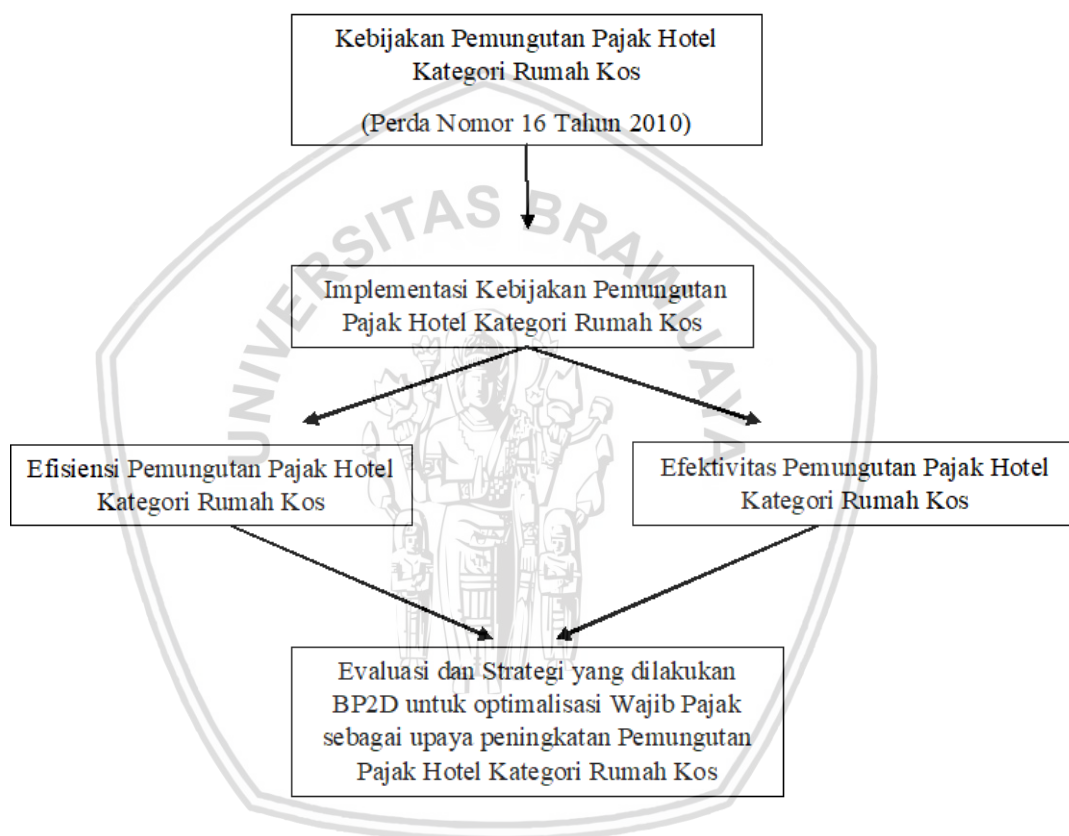 Kebijakan Pemungutan Pajak Hotel
Kategori Rumah Kos
(Perda Nomor 16 Tahun 2010)
UNIVERSITAS BRAWIJAYA
Implementasi Kebijakan Pemungutan
Pajak Hotel Kategori Rumah Kos
Efisiensi Pemungutan Pajak Hotel
Kategori Rumah Kos
Efektivitas Pemungutan Pajak Hotel
Kategori Rumah Kos
Evaluasi dan Strategi yang dilakukan
BP2D untuk optimalisasi Wajib Pajak
sebagai upaya peningkatan Pemungutan
Pajak Hotel Kategori Rumah Kos